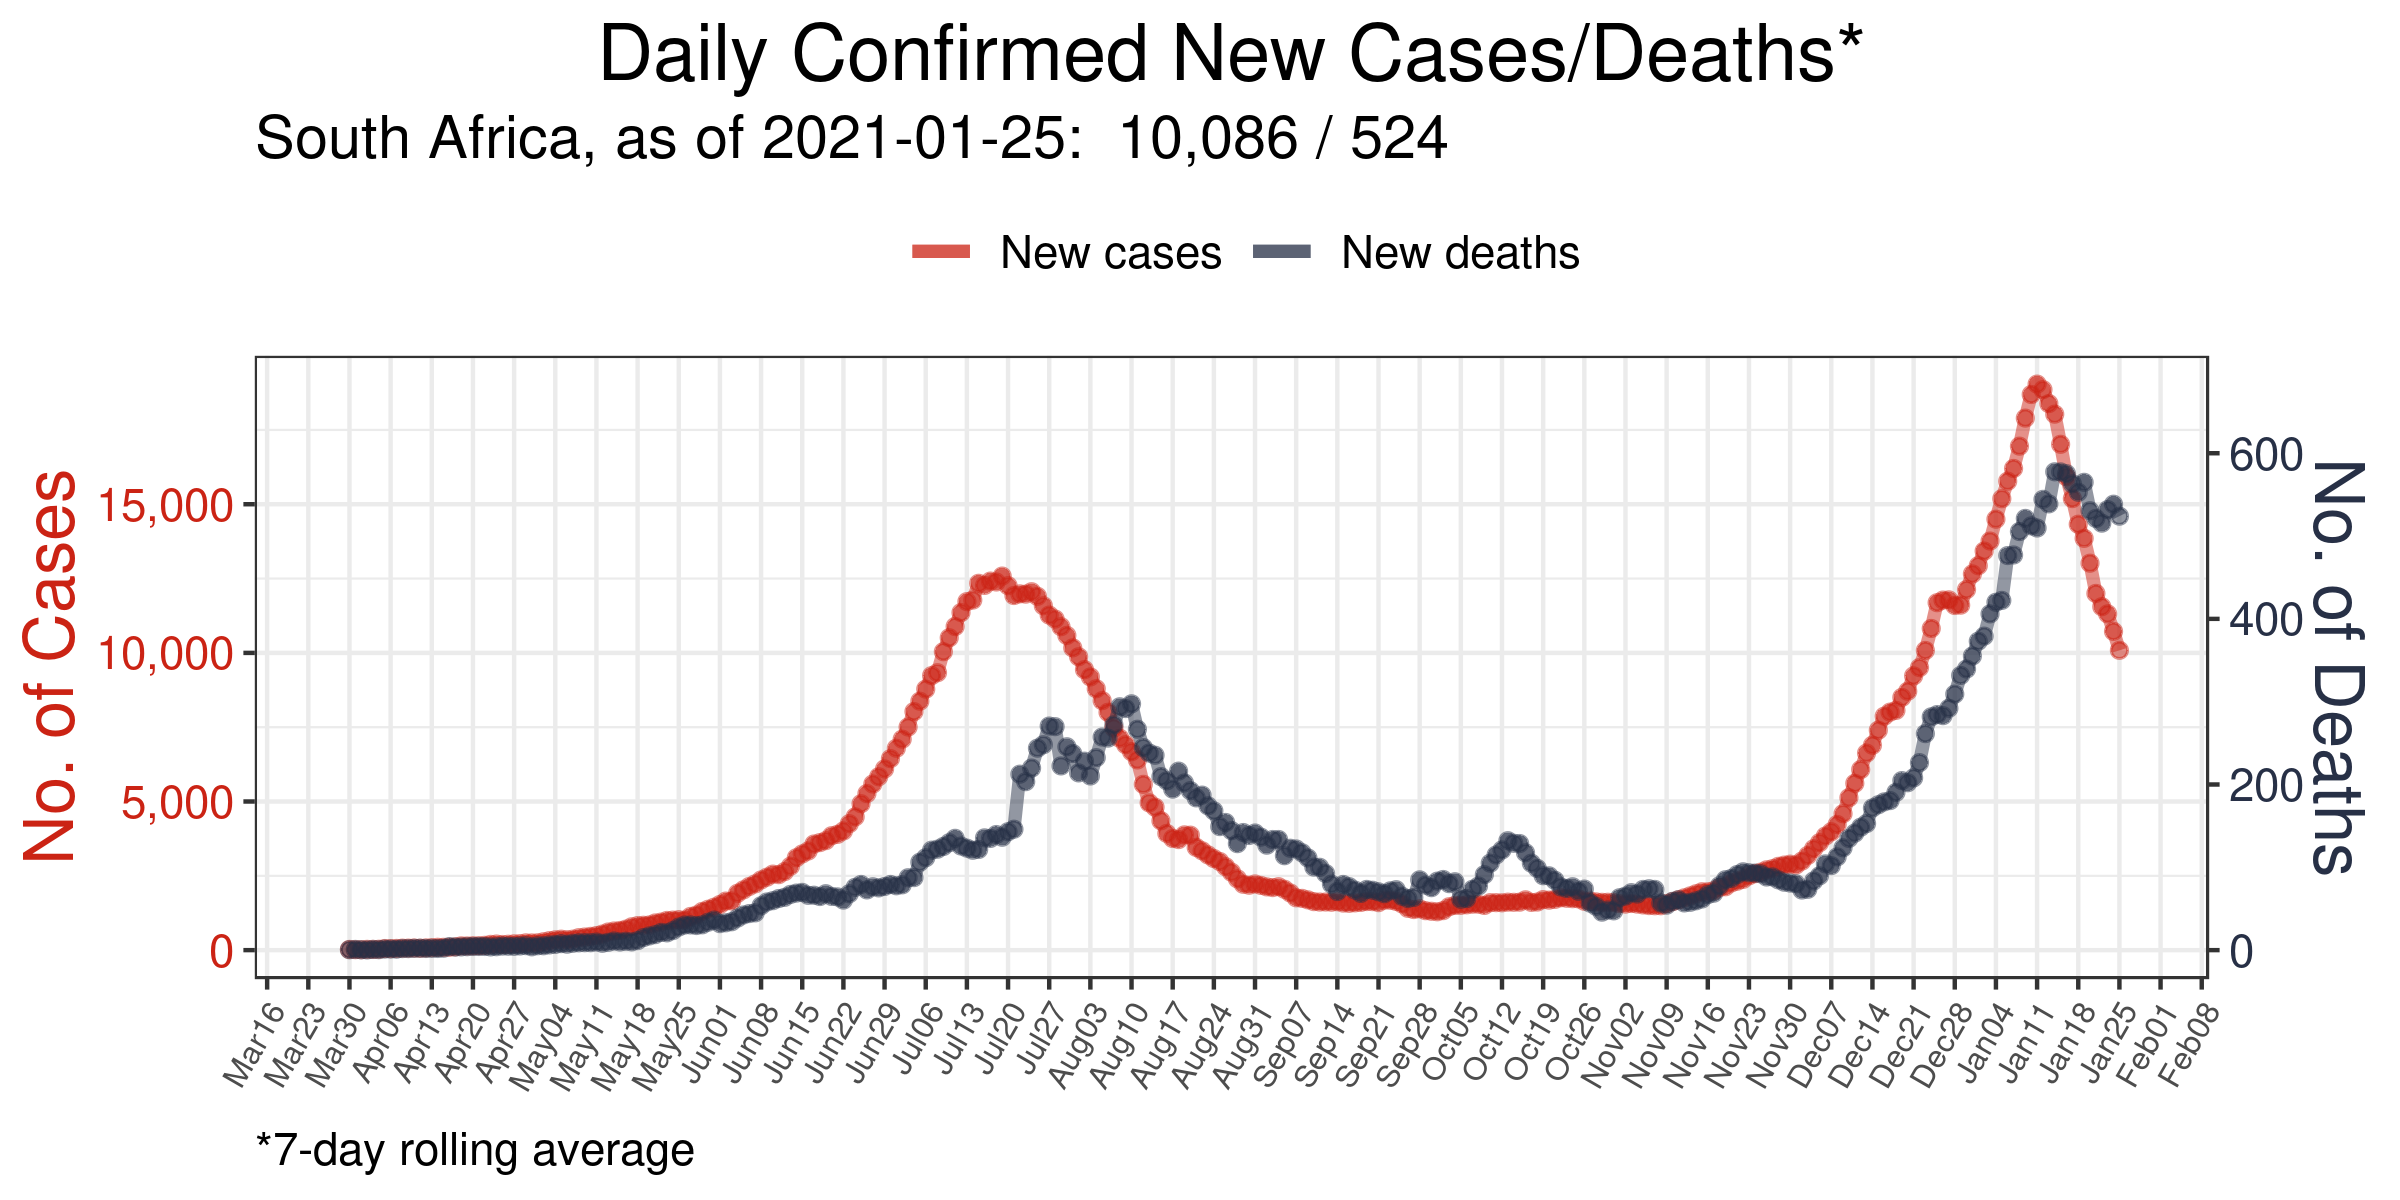 Daily Confirmed New Cases/Deaths*
South Africa, as of 2021-01-25:  10,086 / 524
New cases
New deaths
No. of Cases
15,000
10,000
5,000
0
600
400
200
0
No. of Deaths
Mar16
Mar23
Mar30
Apr06
Apr13
Apr20
Apr27
May04
May11
May18
May25
Jun01
Jun08
Jun15
Jun22
Jun29
Jul06
Jul13
Jul20
Jul27
Aug03
Aug10
Aug17
Aug24
Aug31
Sep07
Sep14
Sep21
Sep28
Oct05
Oct12
Oct19
Oct26
Nov02
Nov09
Nov16
Nov23
Nov30
Dec07
Dec14
Dec21
Dec28
Jan04
Jan11
Jan18
Jan25
Feb01
Feb08
*7-day rolling average